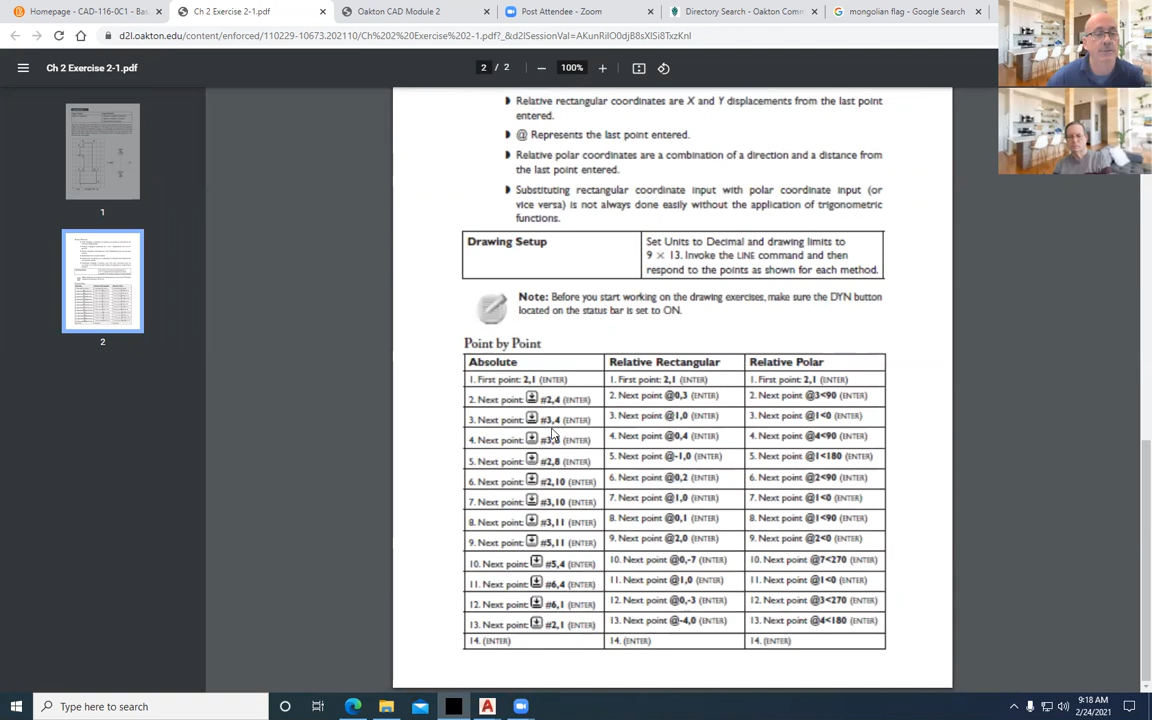 Homepage - CAD-116-0C1 - Bas
Ch 2 Exercise 2-1.pdf
Oakton CAD Module 2
Post Attendee - Zoom
Directory Search - Oakton Comm
mongolian flag - Google Search
d2l.oakton.edu/content/enforced/110229-10673.202110/Ch%202%20Exercise%202-1.pdf?_&d2lSessionVal=AKunRilO0djB8sXlSi8TxzKnl
Ch 2 Exercise 2-1.pdf
2 / 2
100%
1
2
Relative rectangular coordinates are X and Y displacements from the last point
entered.
@ Represents the last point entered.
Relative polar coordinates are a combination of a direction and a distance from
the last point entered.
Substituting rectangular coordinate input with polar coordinate input (or
vice versa) is not always done easily without the application of trigonometric
functions.
Drawing Setup
Set Units to Decimal and drawing limits to
9 × 13. Invoke the LINE command and then
respond to the points as shown for each method.
Note: Before you start working on the drawing exercises, make sure the DYN button
located on the status bar is set to ON.
Point by Point
Absolute Relative Rectangular Relative Polar
1. First point: 2,1 (ENTER) 1. First point: 2,1 (ENTER) 1. First point: 2,1 (ENTER)
2. Next point: #2,4 (ENTER) 2. Next point @0,3 (ENTER) 2. Next point @3<90 (ENTER)
3. Next point: #3,4 (ENTER) 3. Next point @1,0 (ENTER) 3. Next point @1<0 (ENTER)
4. Next point: #3,8 (ENTER) 4. Next point @0,4 (ENTER) 4. Next point @4<90 (ENTER)
5. Next point: #2,8 (ENTER) 5. Next point @-1,0 (ENTER) 5. Next point @1<180 (ENTER)
6. Next point: #2,10 (ENTER) 6. Next point @0,2 (ENTER) 6. Next point @2<90 (ENTER)
7. Next point: #3,10 (ENTER) 7. Next point @1,0 (ENTER) 7. Next point @1<0 (ENTER)
8. Next point: #3,11 (ENTER) 8. Next point @0,1 (ENTER) 8. Next point @1<90 (ENTER)
9. Next point: #5,11 (ENTER) 9. Next point @2,0 (ENTER) 9. Next point @2<0 (ENTER)
10. Next point: #5,4 (ENTER) 10. Next point @0,-7 (ENTER) 10. Next point @7<270 (ENTER)
11. Next point: #6,4 (ENTER) 11. Next point @1,0 (ENTER) 11. Next point @1<0 (ENTER)
12. Next point: #6,1 (ENTER) 12. Next point @0,-3 (ENTER) 12. Next point @3<270 (ENTER)
13. Next point: #2,1 (ENTER) 13. Next point @-4,0 (ENTER) 13. Next point @4<180 (ENTER)
14. (ENTER) 14. (ENTER) 14. (ENTER)
Type here to search
9:18 AM
2/24/2021